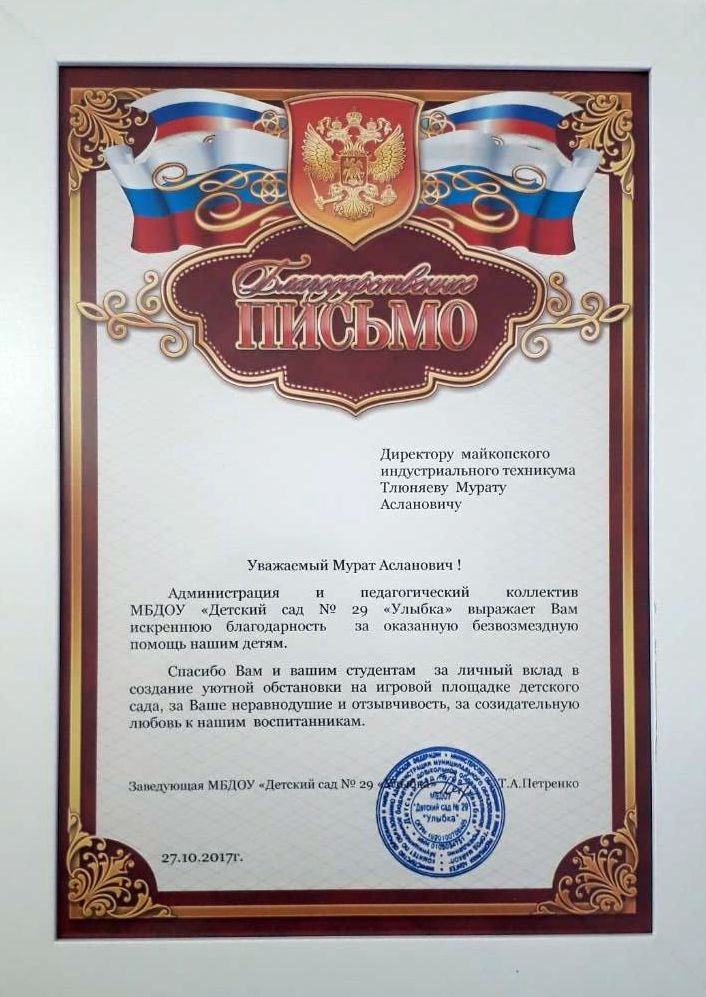 Благодарственное
ПИСЬМО
Директору майкопского
индустриального техникума
Тлюняеву Мурату
Аслановичу
Уважаемый Мурат Асланович !
Администрация и педагогический коллектив
МБДОУ «Детский сад № 29 «Улыбка» выражает Вам
искреннюю благодарность за оказанную безвозмездную
помощь нашим детям.
Спасибо Вам и вашим студентам за личный вклад в
создание уютной обстановки на игровой площадке детского
сада, за Ваше неравнодушие и отзывчивость, за созидательную
любовь к нашим воспитанникам.
Заведующая МБДОУ «Детский сад № 29 «Улыбка» Т.А.Петренко
МБДОУ
"Детский сад № 29
"Улыбка"
27.10.2017г.